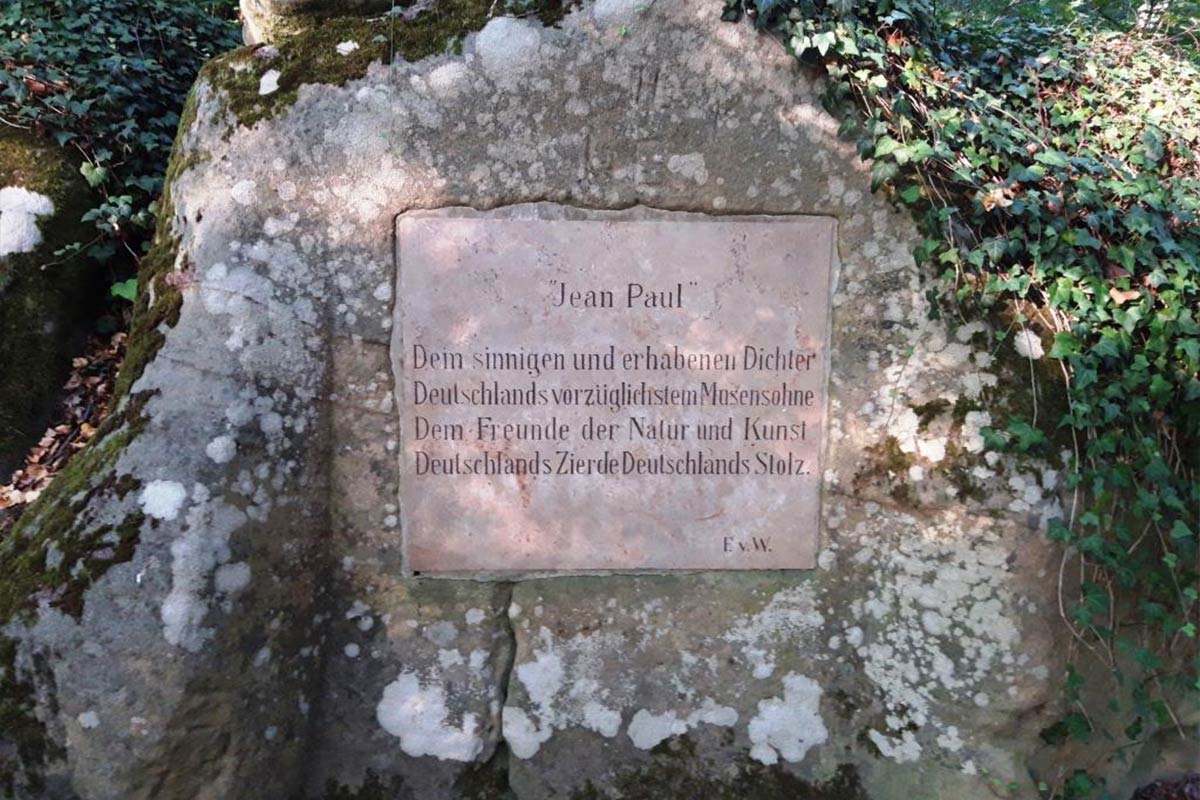 "Jean Paul"
Dem sinnigen und erhabenen Dichter
Deutschlands vorzüglichstem Musensohne
Dem Freunde der Natur und Kunst
Deutschlands Zierde Deutschlands Stolz.
F. v. W.